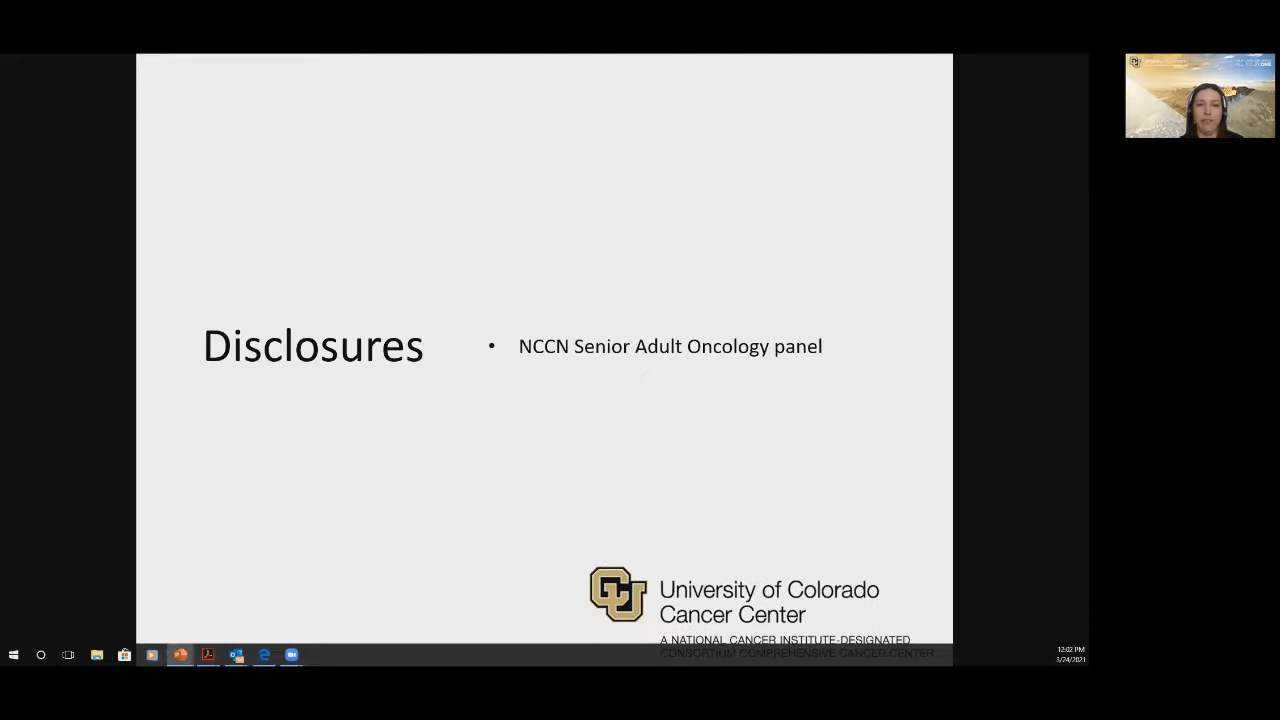 Disclosures
• NCCN Senior Adult Oncology panel
University of Colorado
Cancer Center
A NATIONAL CANCER INSTITUTE-DESIGNATED
CONSORTIUM COMPREHENSIVE CANCER CENTER
12:02 PM
3/24/2021